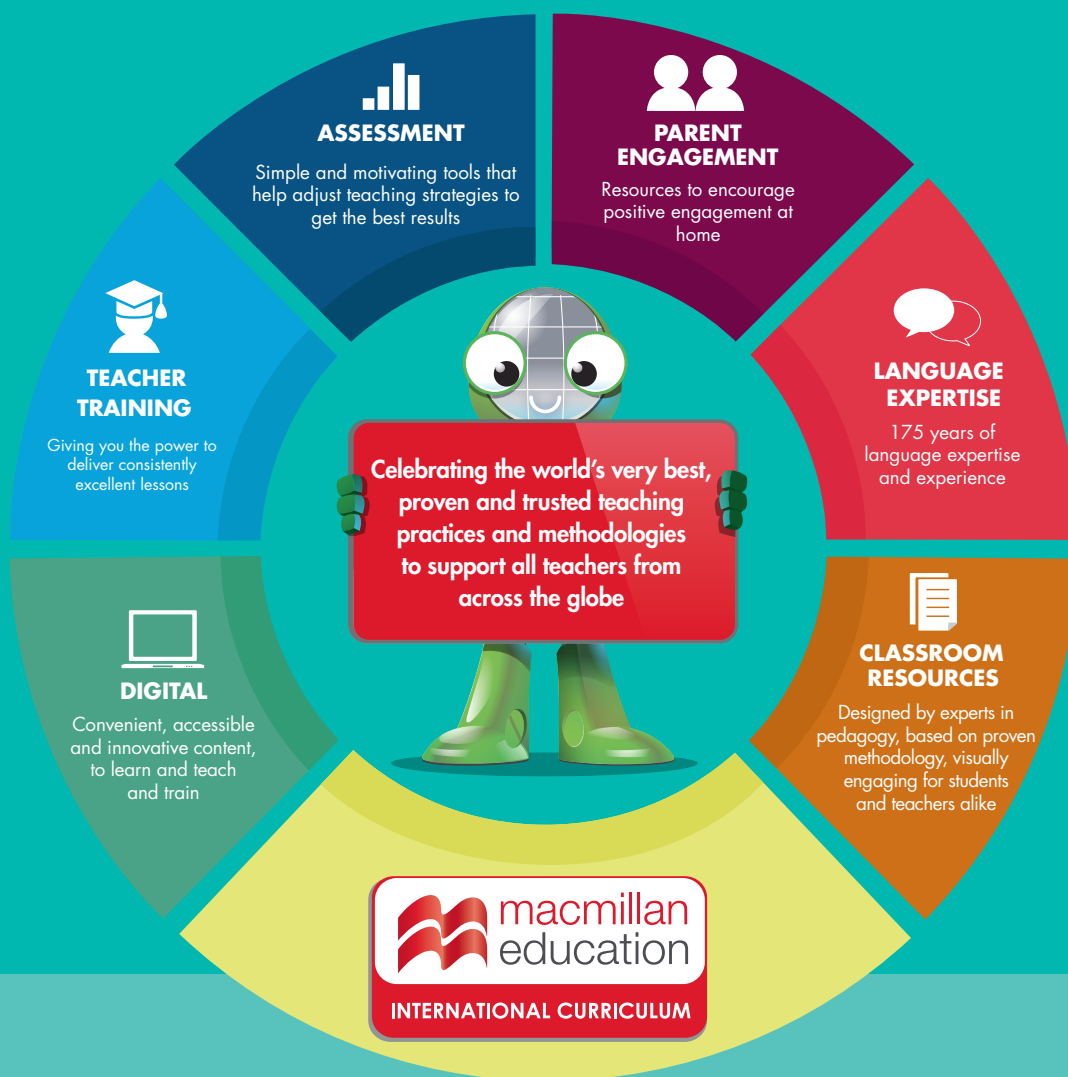 ASSESSMENT
Simple and motivating tools that
help adjust teaching strategies to
get the best results
PARENT
ENGAGEMENT
Resources to encourage
positive engagement at
home
TEACHER
TRAINING
Giving you the power to
deliver consistently
excellent lessons
LANGUAGE
EXPERTISE
175 years of
language expertise
and experience
Celebrating the world's very best,
proven and trusted teaching
practices and methodologies
to support all teachers from
across the globe
DIGITAL
Convenient, accessible
and innovative content,
to learn and teach
and train
CLASSROOM
RESOURCES
Designed by experts in
pedagogy, based on proven
methodology, visually
engaging for students
and teachers alike
macmillan
education
INTERNATIONAL CURRICULUM